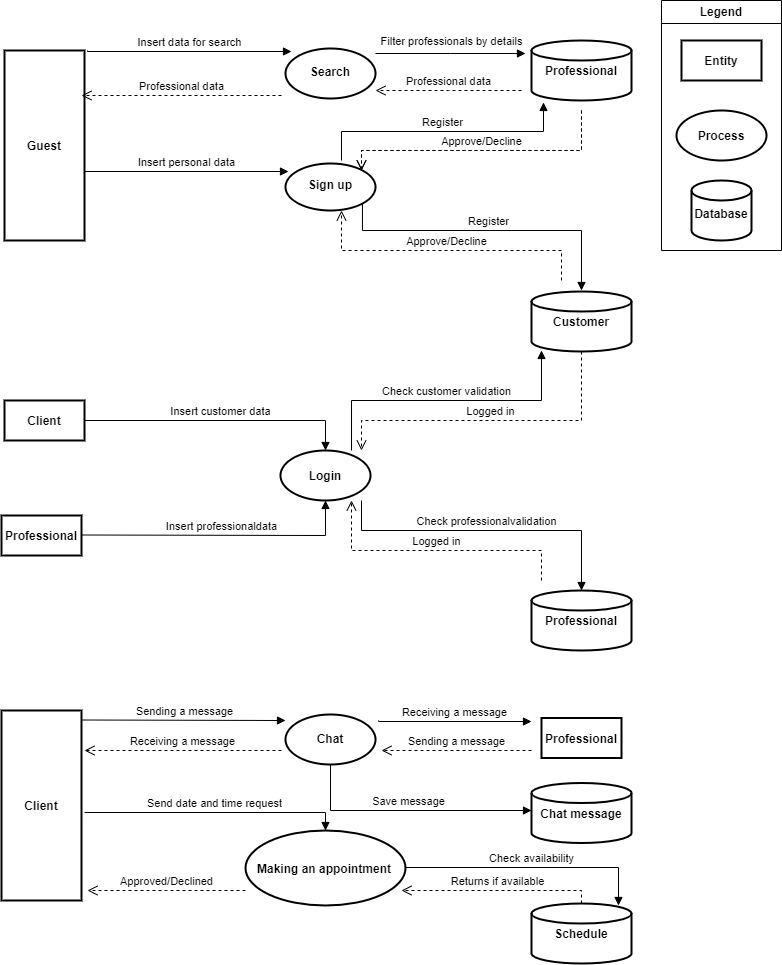 Legend
Insert data for search
Filter professionals by details
Entity
Search
Professional
Professional data
Professional data
Process
Register
Guest
Approve/Decline
Insert personal data
Sign up
Database
Register
Approve/Decline
Customer
Check customer validation
Client
Insert customer data
Logged in
Login
Professional
Insert professionaldata
Check professionalvalidation
Logged in
Professional
Sending a message
Receiving a message
Chat
Professional
Receiving a message
Sending a message
Client
Send date and time request
Save message
Chat message
Making an appointment
Check availability
Approved/Declined
Returns if available
Schedule